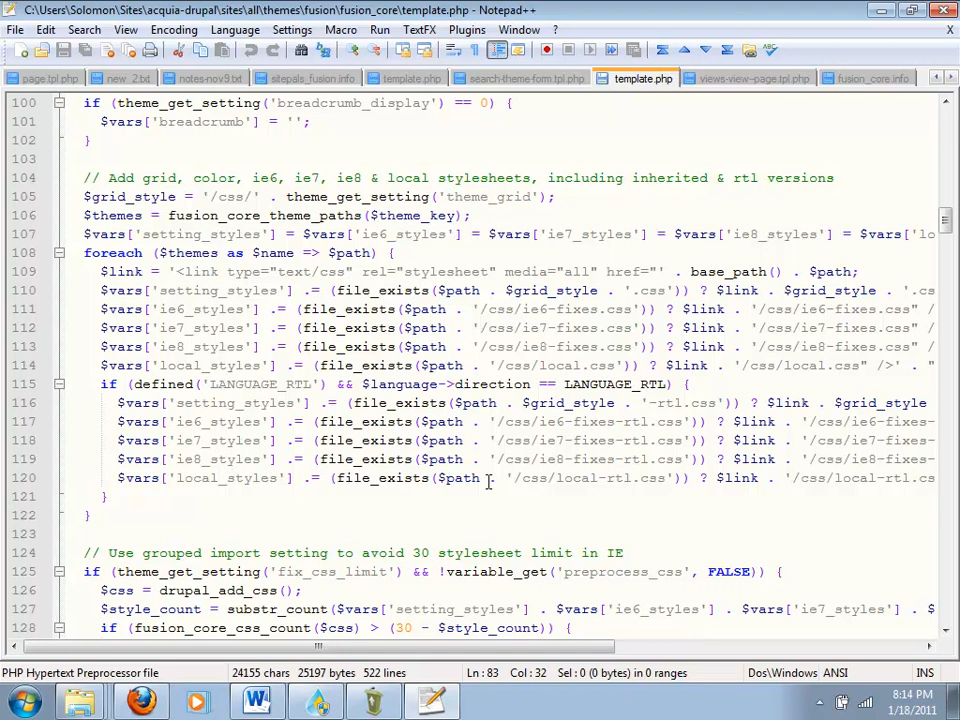 C:\Users\Solomon\Sites\acquia-drupal\sites\all\themes\fusion\fusion_core\template.php - Notepad++
File Edit Search View Encoding Language Settings Macro Run TextFX Plugins Window ? X
page.tpl.php new_2.txt notes-nov9.txt sitepals_fusion.info template.php search-theme-form.tpl.php template.php views-view-page.tpl.php fusion_core.info
100 if (theme_get_setting('breadcrumb_display') == 0) {
101 $vars['breadcrumb'] = '';
102 }
103
104 // Add grid, color, ie6, ie7, ie8 & local stylesheets, including inherited & rtl versions
105 $grid_style = '/css/' . theme_get_setting('theme_grid');
106 $themes = fusion_core_theme_paths($theme_key);
107 $vars['setting_styles'] = $vars['ie6_styles'] = $vars['ie7_styles'] = $vars['ie8_styles'] = $vars['lo
108 foreach ($themes as $name => $path) {
109 $link = '<link type="text/css" rel="stylesheet" media="all" href="' . base_path() . $path;
110 $vars['setting_styles'] .= (file_exists($path . $grid_style . '.css')) ? $link . $grid_style . '.cs
111 $vars['ie6_styles'] .= (file_exists($path . '/css/ie6-fixes.css')) ? $link . '/css/ie6-fixes.css" /
112 $vars['ie7_styles'] .= (file_exists($path . '/css/ie7-fixes.css')) ? $link . '/css/ie7-fixes.css" /
113 $vars['ie8_styles'] .= (file_exists($path . '/css/ie8-fixes.css')) ? $link . '/css/ie8-fixes.css" /
114 $vars['local_styles'] .= (file_exists($path . '/css/local.css')) ? $link . '/css/local.css" />' . "
115 if (defined('LANGUAGE_RTL') && $language->direction == LANGUAGE_RTL) {
116 $vars['setting_styles'] .= (file_exists($path . $grid_style . '-rtl.css')) ? $link . $grid_style
117 $vars['ie6_styles'] .= (file_exists($path . '/css/ie6-fixes-rtl.css')) ? $link . '/css/ie6-fixes-
118 $vars['ie7_styles'] .= (file_exists($path . '/css/ie7-fixes-rtl.css')) ? $link . '/css/ie7-fixes-
119 $vars['ie8_styles'] .= (file_exists($path . '/css/ie8-fixes-rtl.css')) ? $link . '/css/ie8-fixes-
120 $vars['local_styles'] .= (file_exists($path . '/css/local-rtl.css')) ? $link . '/css/local-rtl.cs
121 }
122 }
123
124 // Use grouped import setting to avoid 30 stylesheet limit in IE
125 if (theme_get_setting('fix_css_limit') && !variable_get('preprocess_css', FALSE)) {
126 $css = drupal_add_css();
127 $style_count = substr_count($vars['setting_styles'] . $vars['ie6_styles'] . $vars['ie7_styles'] . $
128 if (fusion_core_css_count($css) > (30 - $style_count)) {
PHP Hypertext Preprocessor file 24155 chars 25197 bytes 522 lines Ln : 83 Col : 32 Sel : 0 (0 bytes) in 0 ranges Dos\Windows ANSI INS
8:14 PM
1/18/2011